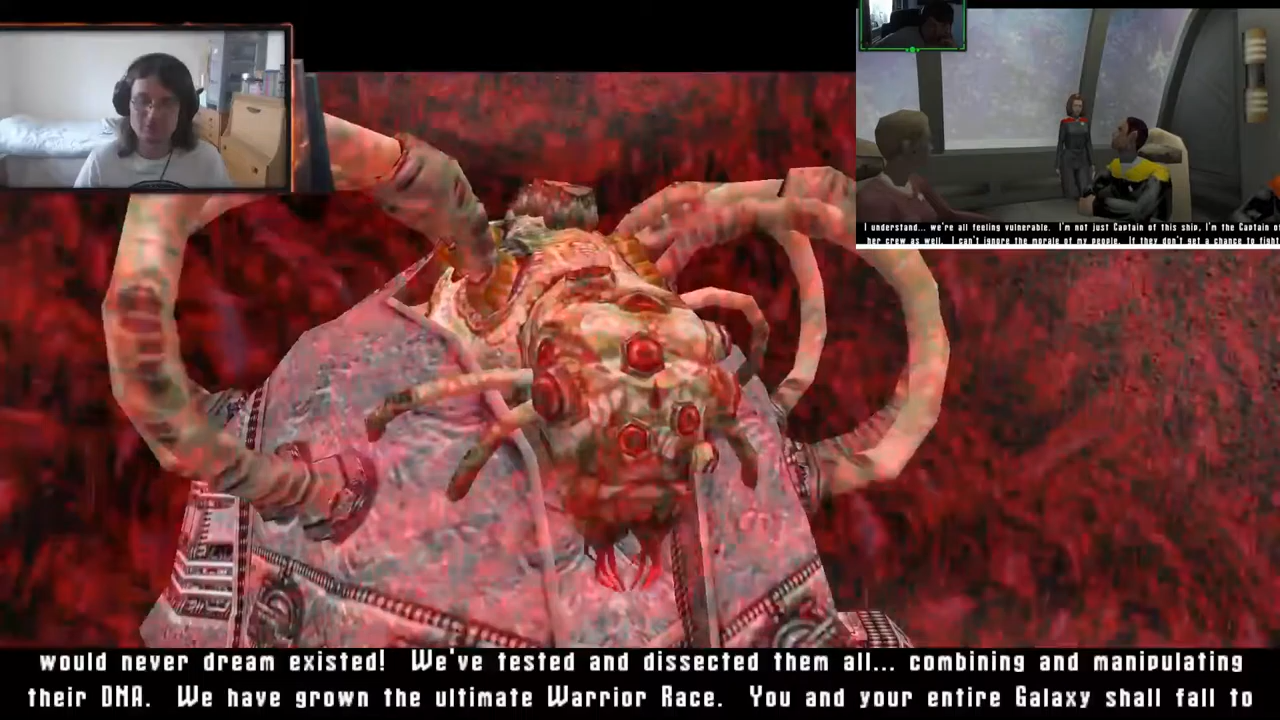 I understand... we're all feeling vulnerable. I'm not just Captain of this ship, I'm the Captain of
her crew as well. I can't ignore the morale of my people. If they don't get a chance to fight
would never dream existed! We've tested and dissected them all... combining and manipulating
their DNA. We have grown the ultimate Warrior Race. You and your entire Galaxy shall fall to